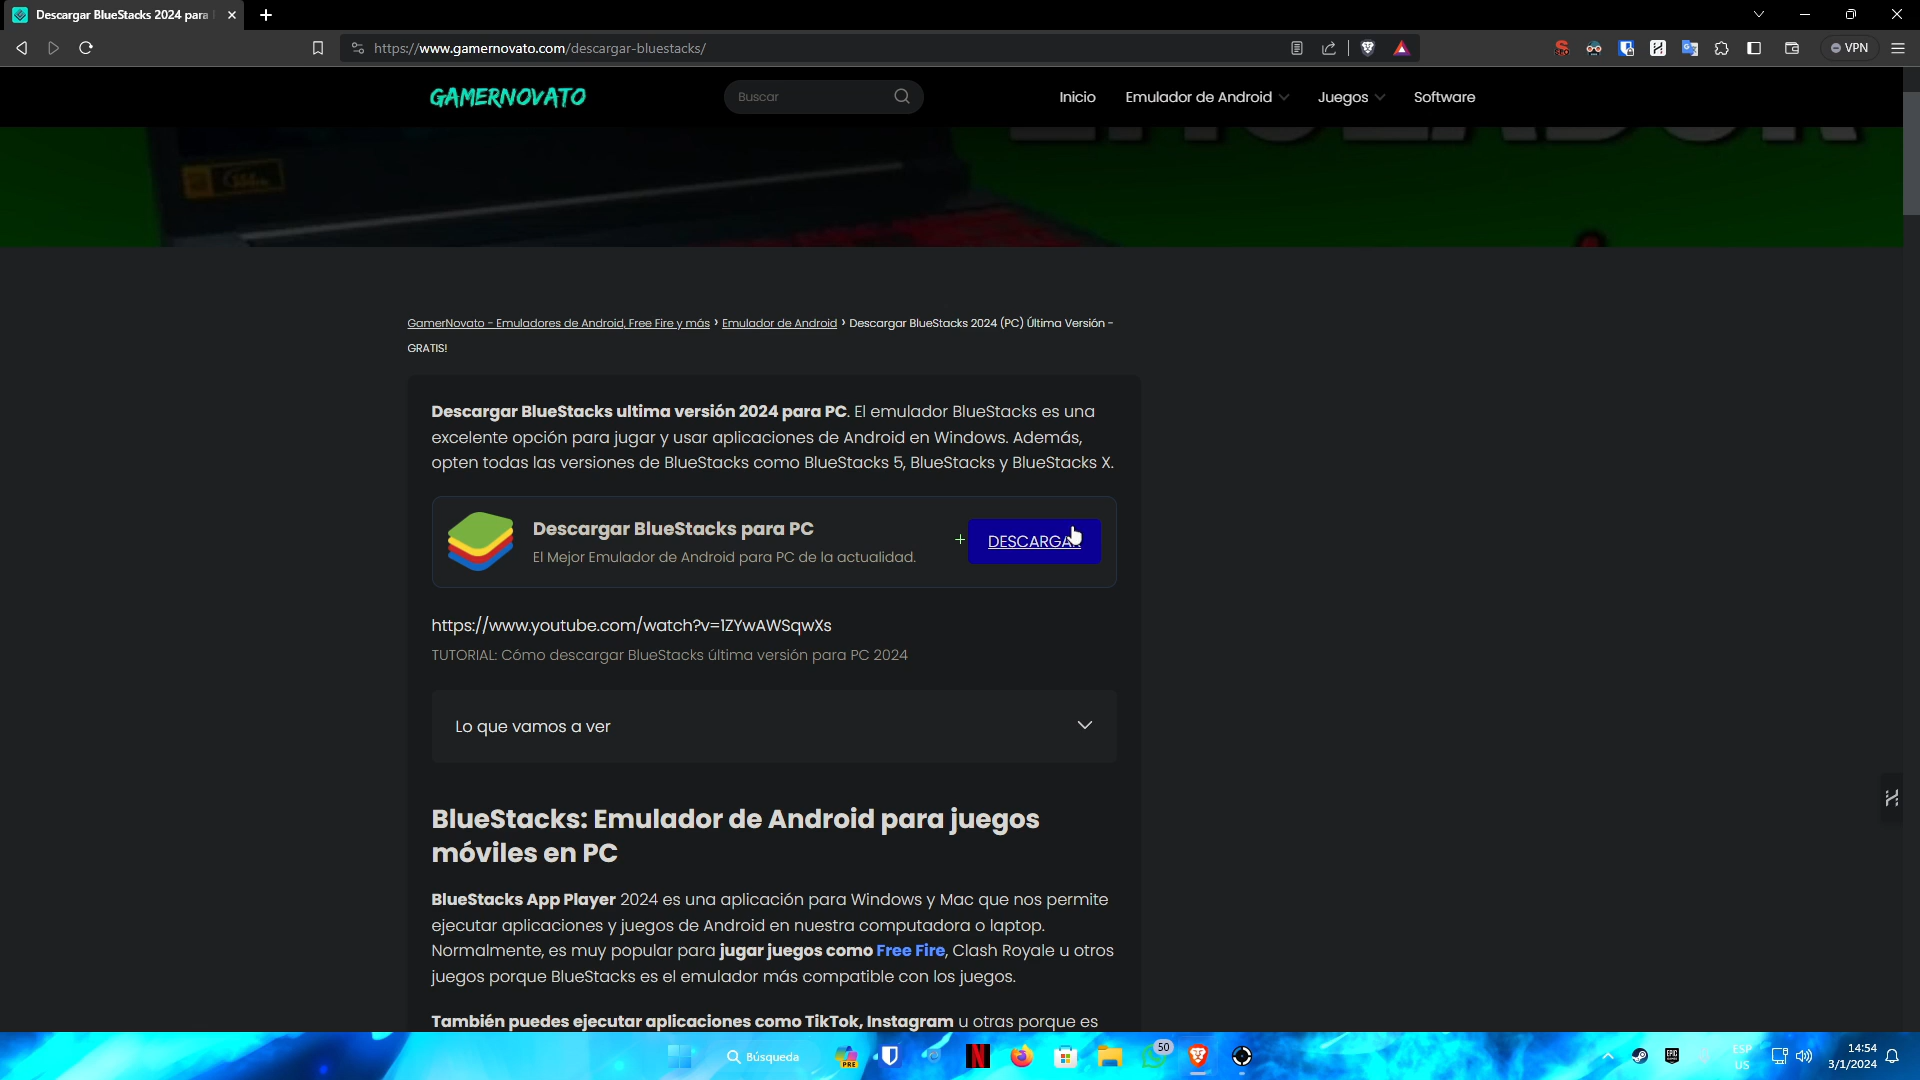 Descargar BlueStacks 2024 para
https://www.gamernovato.com/descargar-bluestacks/
VPN
GAMERNOVATO
Buscar
Inicio
Emulador de Android
Juegos
Software
GamerNovato - Emuladores de Android, Free Fire y más › Emulador de Android › Descargar BlueStacks 2024 (PC) Última Versión -
GRATIS!
Descargar BlueStacks ultima versión 2024 para PC. El emulador BlueStacks es una
excelente opción para jugar y usar aplicaciones de Android en Windows. Además,
opten todas las versiones de BlueStacks como BlueStacks 5, BlueStacks y BlueStacks X.
Descargar BlueStacks para PC
El Mejor Emulador de Android para PC de la actualidad.
+ DESCARGAR
https://www.youtube.com/watch?v=1ZYwAWSqwXs
TUTORIAL: Cómo descargar BlueStacks última versión para PC 2024
Lo que vamos a ver
BlueStacks: Emulador de Android para juegos
móviles en PC
BlueStacks App Player 2024 es una aplicación para Windows y Mac que nos permite
ejecutar aplicaciones y juegos de Android en nuestra computadora o laptop.
Normalmente, es muy popular para jugar juegos como Free Fire, Clash Royale u otros
juegos porque BlueStacks es el emulador más compatible con los juegos.
También puedes ejecutar aplicaciones como TikTok, Instagram u otras porque es
Búsqueda
PRE
50
EPIC
ESP
US
14:54
3/1/2024